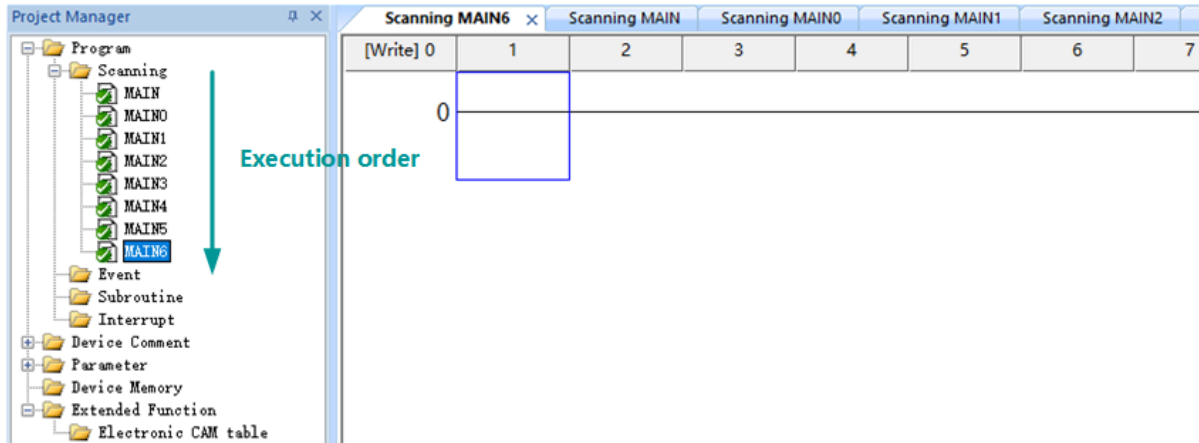 Project Manager
Program
Scanning
MAIN
MAIN0
MAIN1
MAIN2
MAIN3
MAIN4
MAIN5
MAIN6
Event
Subroutine
Interrupt
Device Comment
Parameter
Device Memory
Extended Function
Electronic CAM table
Execution order
Scanning MAIN6 Scanning MAIN Scanning MAIN0 Scanning MAIN1 Scanning MAIN2
[Write] 0 1 2 3 4 5 6 7
0